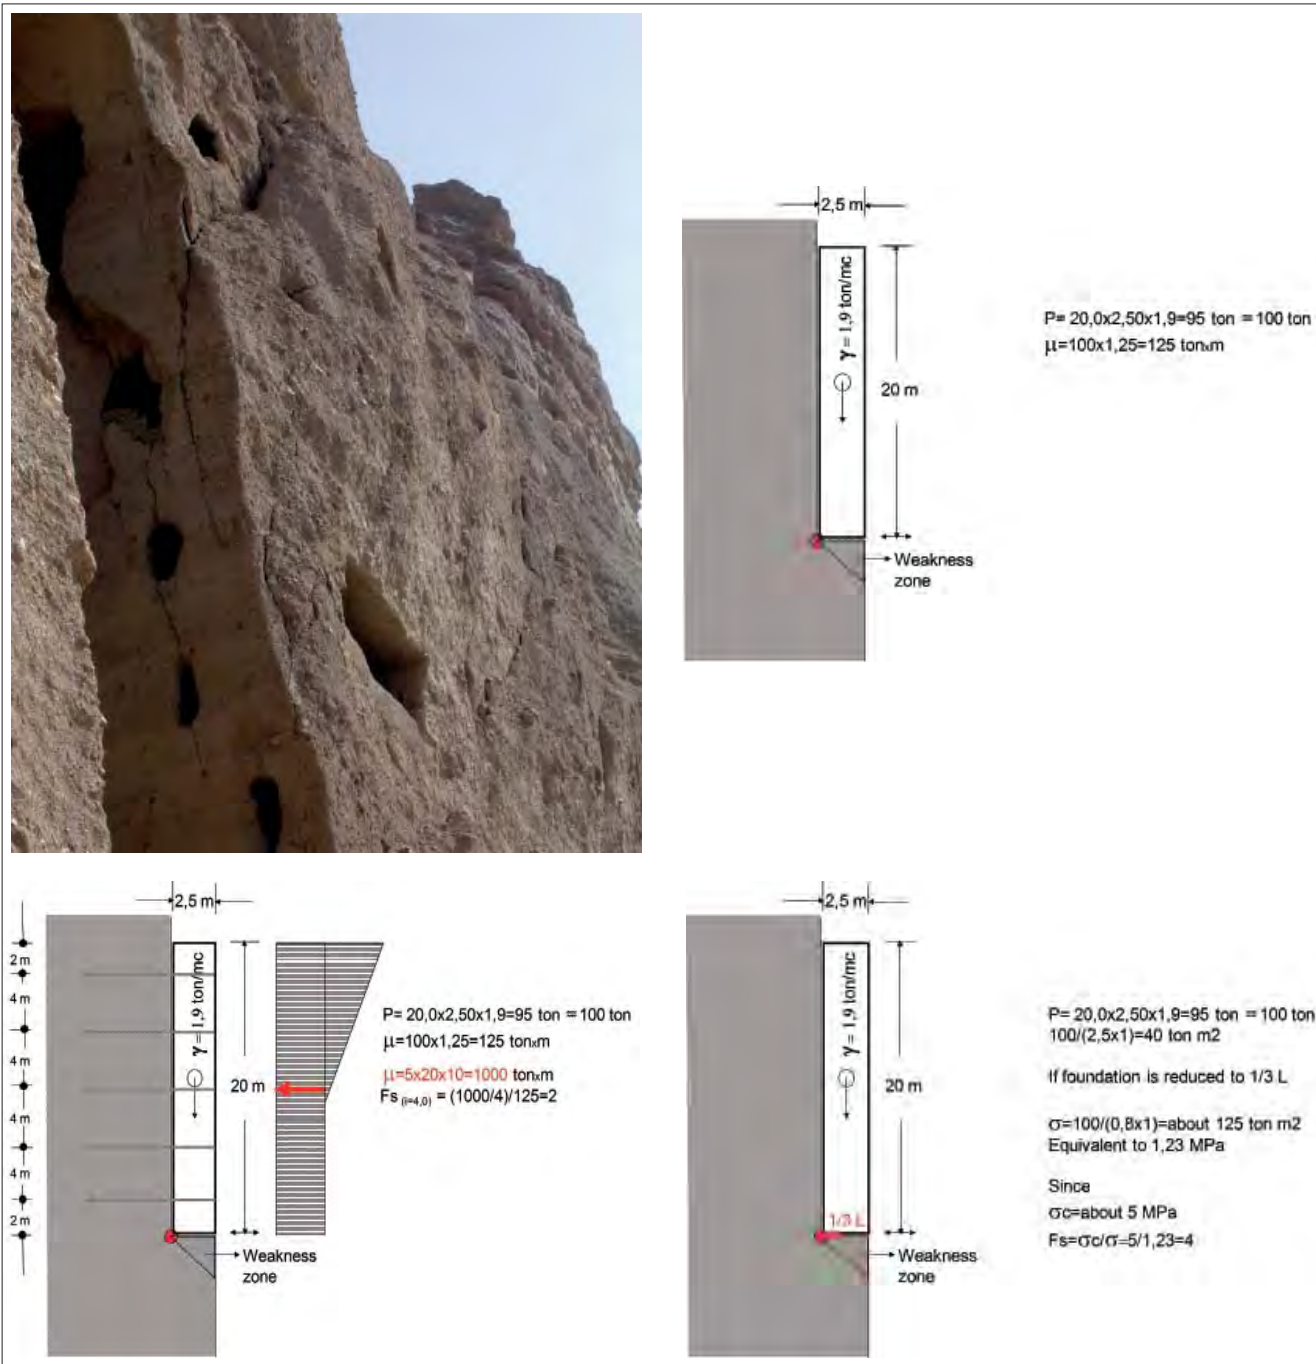 2,5 m
γ = 1,9 ton/mc
20 m
Weakness
zone
P= 20,0x2,50x1,9=95 ton = 100 ton
μ=100x1,25=125 tonxm
2,5 m
2 m
4 m
4 m
4 m
4 m
2 m
γ = 1,9 ton/mc
20 m
Weakness
zone
P= 20,0x2,50x1,9=95 ton = 100 ton
μ=100x1,25=125 tonxm
μ=5x20x10=1000 tonxm
Fs (i=4,0) = (1000/4)/125=2
2,5 m
γ = 1,9 ton/mc
20 m
1/3 L
Weakness
zone
P= 20,0x2,50x1,9=95 ton = 100 ton
100/(2,5x1)=40 ton m2
If foundation is reduced to 1/3 L
σ=100/(0,8x1)=about 125 ton m2
Equivalent to 1,23 MPa
Since
σc=about 5 MPa
Fs=σc/σ=5/1,23=4